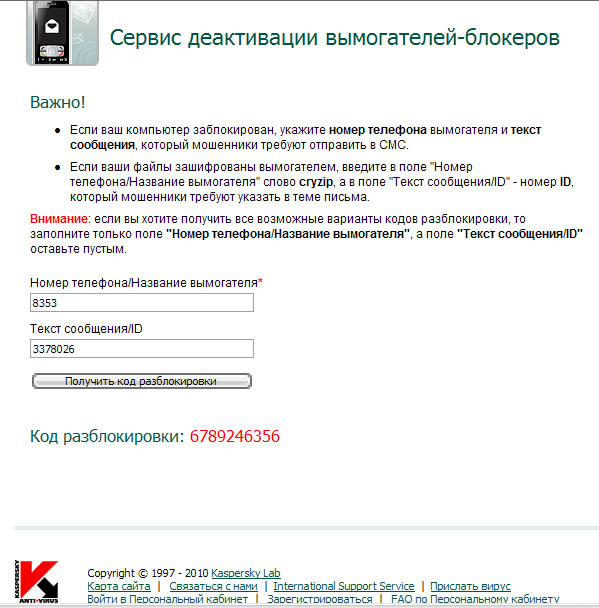 Сервис деактивации вымогателей-блокеров
Важно!
• Если ваш компьютер заблокирован, укажите номер телефона вымогателя и текст
сообщения, который мошенники требуют отправить в СМС.
• Если ваши файлы зашифрованы вымогателем, введите в поле "Номер
телефона/Название вымогателя" слово cryzip, а в поле "Текст сообщения/ID" - номер ID,
который мошенники требуют указать в теме письма.
Внимание: если вы хотите получить все возможные варианты кодов разблокировки, то
заполните только поле "Номер телефона/Название вымогателя", а поле "Текст сообщения/ID"
оставьте пустым.
Номер телефона/Название вымогателя*
8353
Текст сообщения/ID
3378026
Получить код разблокировки
Код разблокировки: 6789246356
KASPERSKY
ANTI-VIRUS
Copyright © 1997 - 2010 Kaspersky Lab
Карта сайта | Связаться с нами | International Support Service | Прислать вирус
Войти в Персональный кабинет | Зарегистрироваться | FAQ по Персональному кабинету